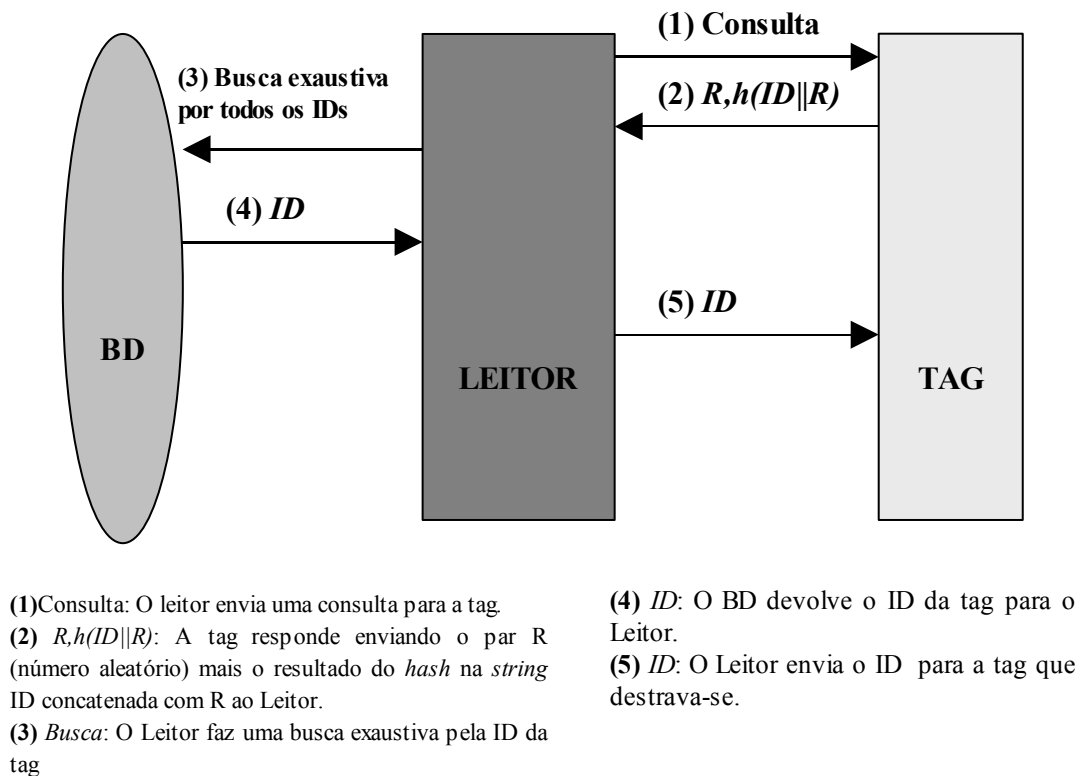 (1) Consulta
(3) Busca exaustiva
por todos os IDs
(2) R,h(ID||R)
(4) ID
(5) ID
BD
LEITOR
TAG
(1)Consulta: O leitor envia uma consulta para a tag.
(2) R,h(ID||R): A tag responde enviando o par R
(número aleatório) mais o resultado do hash na string
ID concatenada com R ao Leitor.
(3) Busca: O Leitor faz uma busca exaustiva pela ID da
tag
(4) ID: O BD devolve o ID da tag para o
Leitor.
(5) ID: O Leitor envia o ID para a tag que
destrava-se.